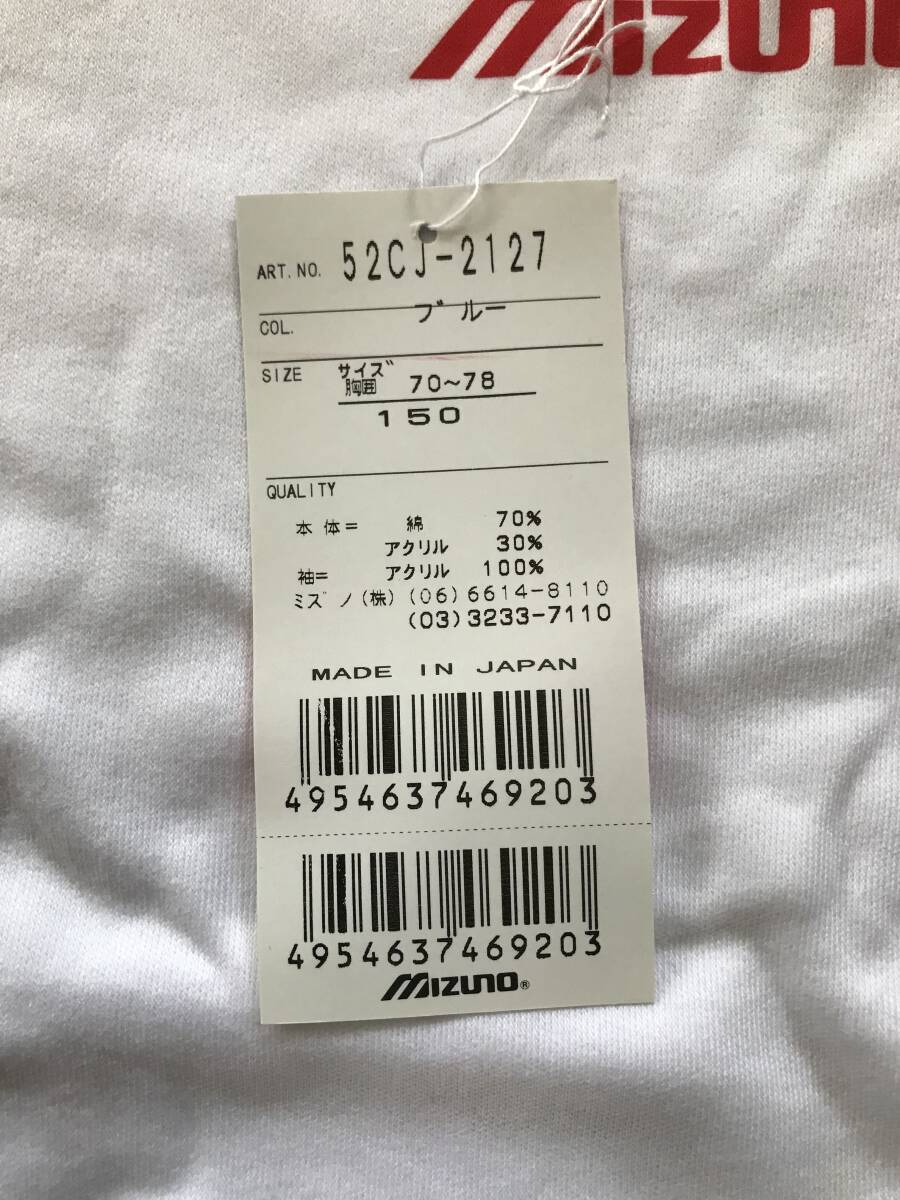 mizuno
ART. NO. 52CJ-2127
COL. ブルー
SIZE サイズ
胸囲 70~78
150
QUALITY
本体= 綿 70%
アクリル 30%
袖= アクリル 100%
ミズノ(株) (06)6614-8110
(03)3233-7110
MADE IN JAPAN
4954637469203
4954637469203
mizuno®